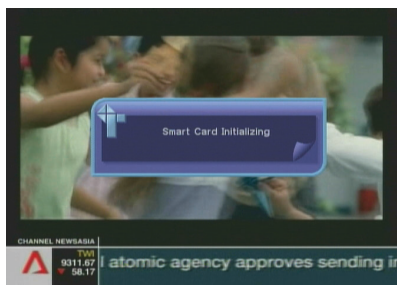 Smart Card Initializing
CHANNEL NEWSASIA
TWI
9311.67
58.17
atomic agency approves sending